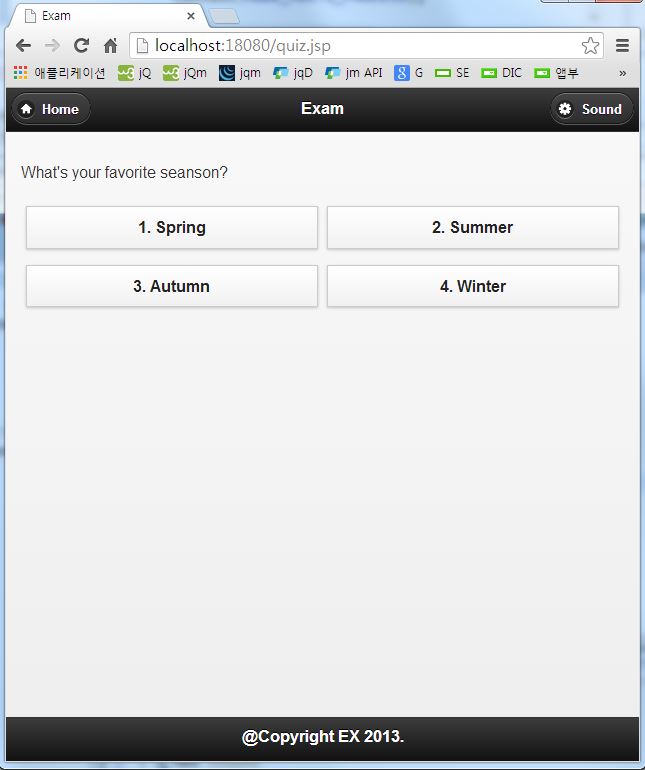 Exam
localhost:18080/quiz.jsp
애플리케이션 jQ jQm jqm jqD jm API G SE DIC 앱부 »
Home Exam Sound
What's your favorite seanson?
1. Spring 2. Summer
3. Autumn 4. Winter
@Copyright EX 2013.